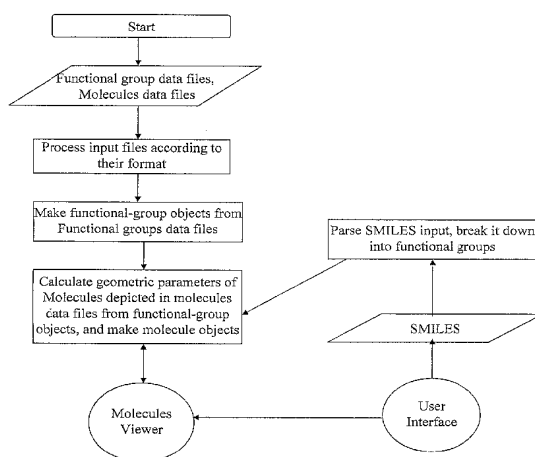 Start
Functional group data files,
Molecules data files
Process input files according to
their format
Make functional-group objects from
Functional groups data files
Parse SMILES input, break it down
into functional groups
Calculate geometric parameters of
Molecules depicted in molecules
data files from functional-group
objects, and make molecule objects
SMILES
Molecules
Viewer
User
Interface